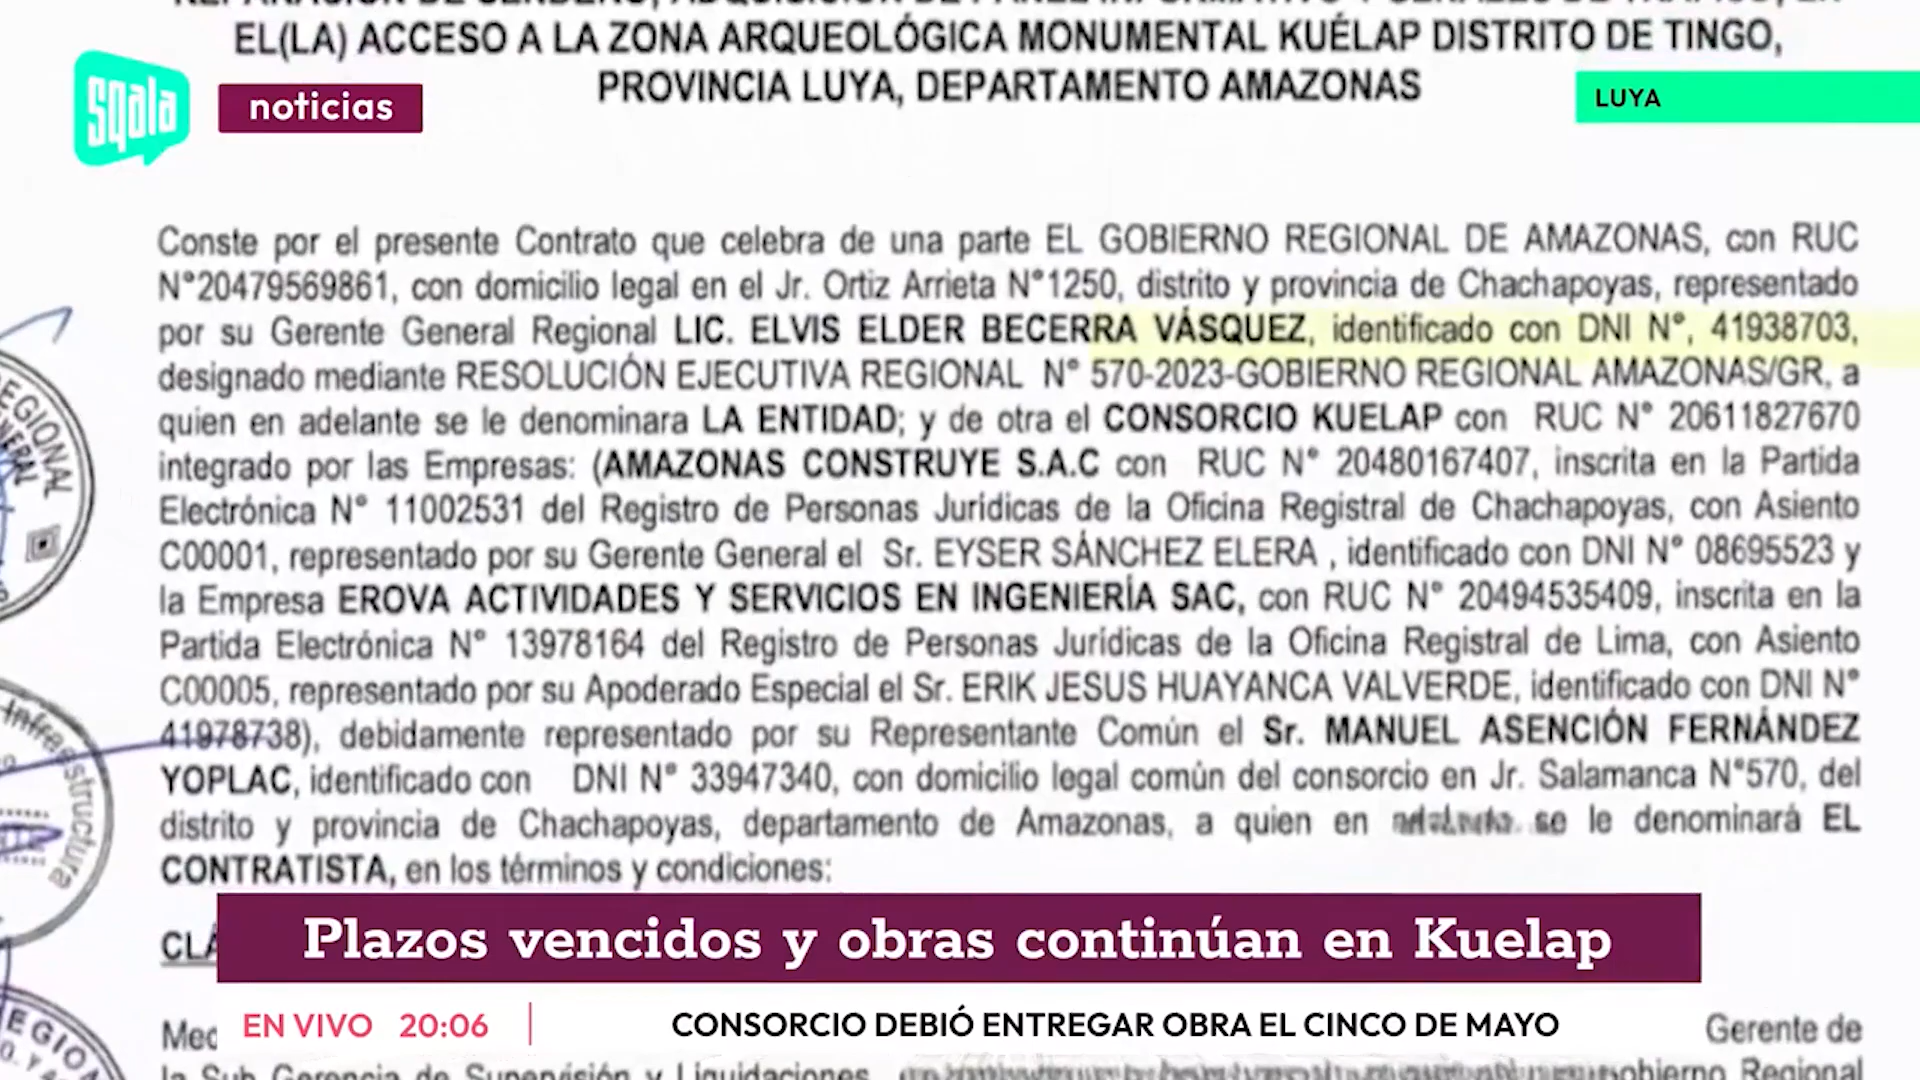 EL(LA) ACCESO A LA ZONA ARQUEOLÓGICA MONUMENTAL KUÉLAP DISTRITO DE TINGO,
PROVINCIA LUYA, DEPARTAMENTO AMAZONAS
sqala
noticias
LUYA
Conste por el presente Contrato que celebra de una parte EL GOBIERNO REGIONAL DE AMAZONAS, con RUC
N°20479569861, con domicilio legal en el Jr. Ortiz Arrieta N°1250, distrito y provincia de Chachapoyas, representado
por su Gerente General Regional LIC. ELVIS ELDER BECERRA VÁSQUEZ, identificado con DNI N°, 41938703,
designado mediante RESOLUCIÓN EJECUTIVA REGIONAL N° 570-2023-GOBIERNO REGIONAL AMAZONAS/GR, a
quien en adelante se le denominara LA ENTIDAD; y de otra el CONSORCIO KUELAP con RUC N° 20611827670
integrado por las Empresas: (AMAZONAS CONSTRUYE S.A.C con RUC N° 20480167407, inscrita en la Partida
Electrónica N° 11002531 del Registro de Personas Jurídicas de la Oficina Registral de Chachapoyas, con Asiento
C00001, representado por su Gerente General el Sr. EYSER SÁNCHEZ ELERA , identificado con DNI N° 08695523 y
la Empresa EROVA ACTIVIDADES Y SERVICIOS EN INGENIERÍA SAC, con RUC N° 20494535409, inscrita en la
Partida Electrónica N° 13978164 del Registro de Personas Jurídicas de la Oficina Registral de Lima, con Asiento
C00005, representado por su Apoderado Especial el Sr. ERIK JESUS HUAYANCA VALVERDE, identificado con DNI N°
41978738), debidamente representado por su Representante Común el Sr. MANUEL ASENCIÓN FERNÁNDEZ
YOPLAC, identificado con DNI N° 33947340, con domicilio legal común del consorcio en Jr. Salamanca N°570, del
distrito y provincia de Chachapoyas, departamento de Amazonas, a quien en adelante se le denominará EL
CONTRATISTA, en los términos y condiciones:
CLÁ
Plazos vencidos y obras continúan en Kuelap
EN VIVO 20:06
CONSORCIO DEBIÓ ENTREGAR OBRA EL CINCO DE MAYO
Med
Gerente de
la Sub Gerencia de Supervisión y Liquidaciones
Regional
REGIONAL
Infraestructura